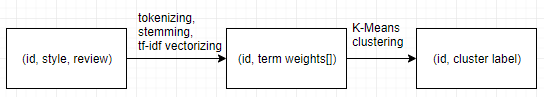 (id, style, review)
tokenizing,
stemming,
tf-idf vectorizing
(id, term weights[])
K-Means
clustering
(id, cluster label)